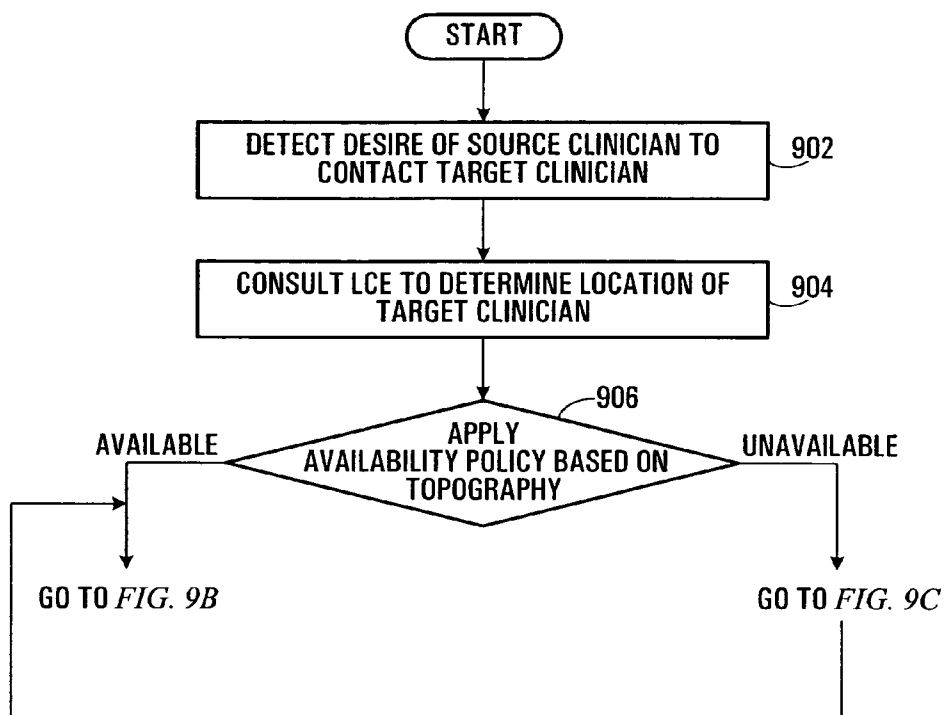 START
DETECT DESIRE OF SOURCE CLINICIAN TO
CONTACT TARGET CLINICIAN
902
CONSULT LCE TO DETERMINE LOCATION OF
TARGET CLINICIAN
904
906
AVAILABLE
APPLY
AVAILABILITY POLICY BASED ON
TOPOGRAPHY
UNAVAILABLE
GO TO FIG. 9B
GO TO FIG. 9C